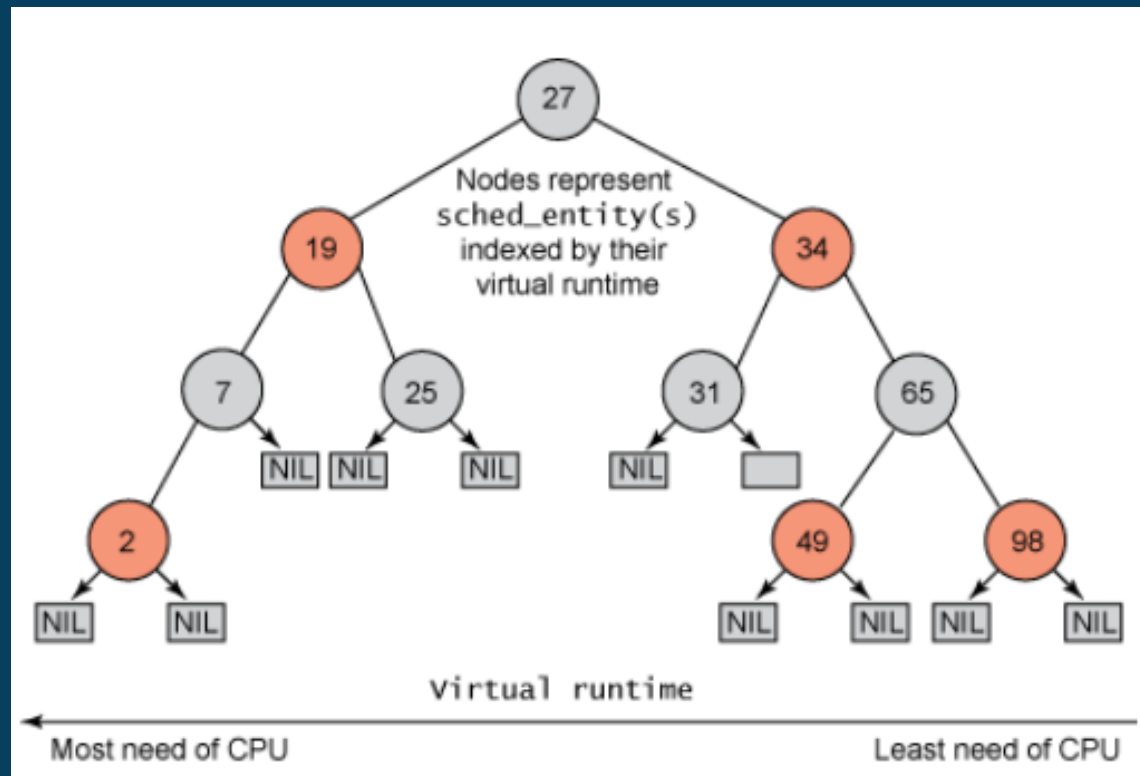 27
Nodes represent
sched_entity(s)
indexed by their
virtual runtime
19
34
7
25
31
65
NIL
NIL
NIL
NIL
2
49
98
NIL
NIL
NIL
NIL
NIL
NIL
Virtual runtime
Most need of CPU
Least need of CPU